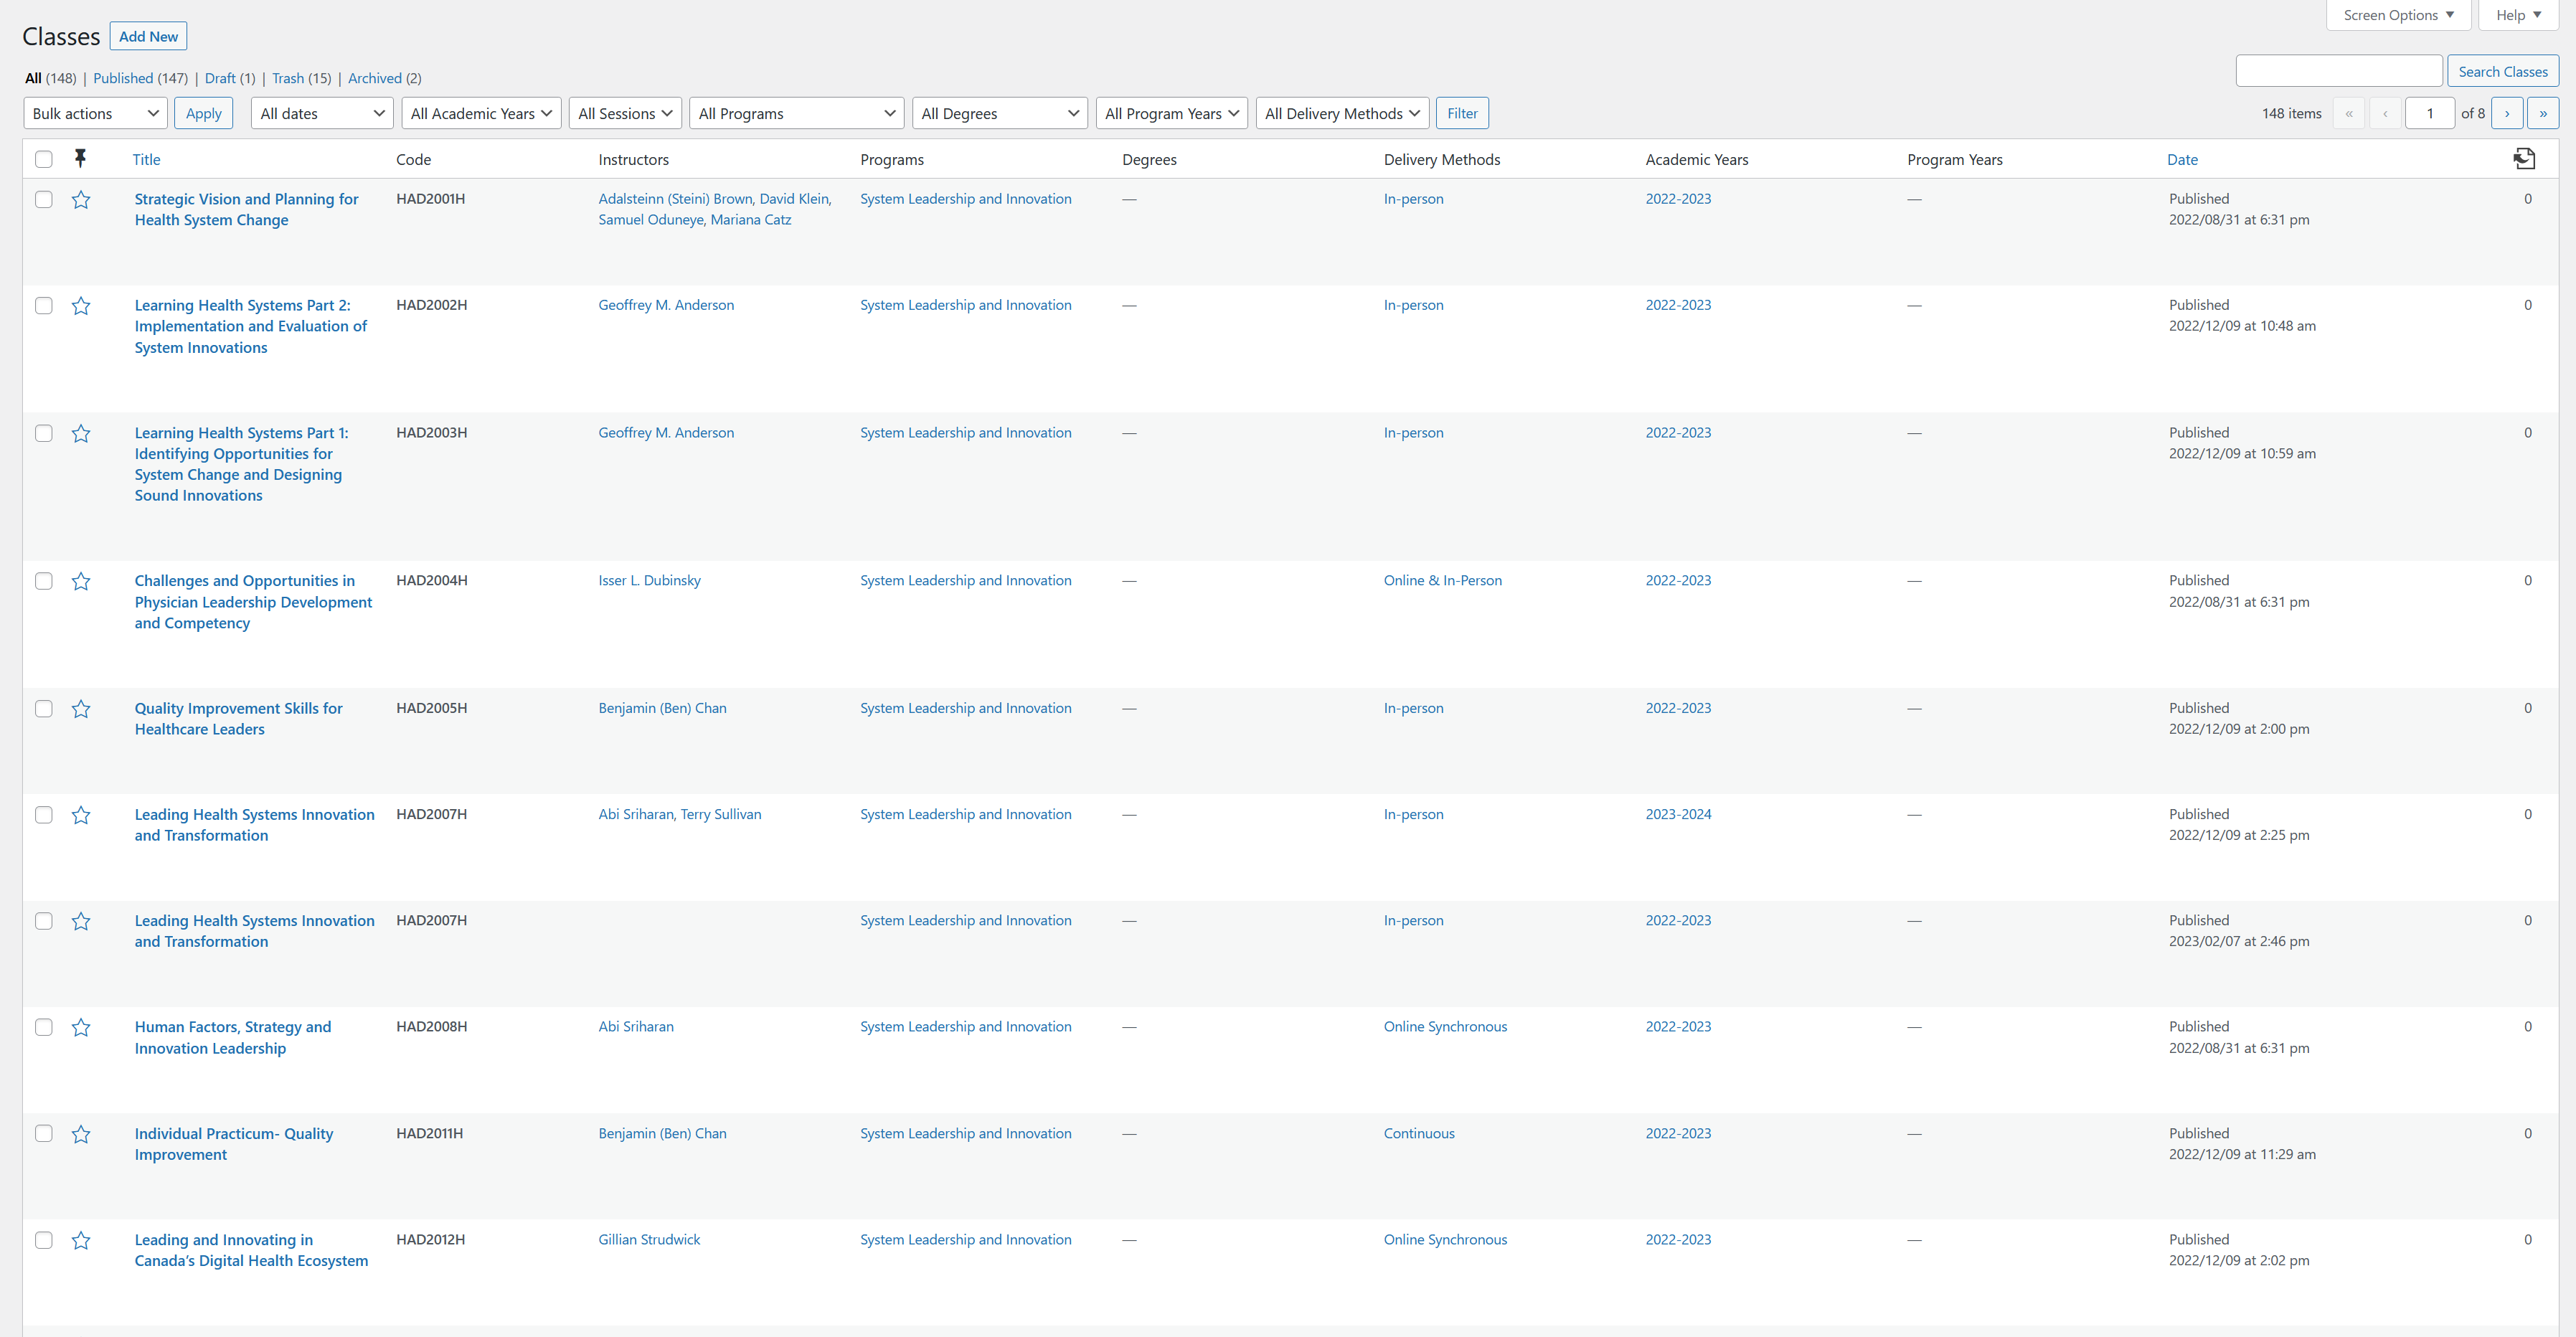 Screen Options Help
Classes Add New
All (148) | Published (147) | Draft (1) | Trash (15) | Archived (2)
Search Classes
Bulk actions Apply All dates All Academic Years All Sessions All Programs All Degrees All Program Years All Delivery Methods Filter 148 items « ‹ 1 of 8 › »
Title Code Instructors Programs Degrees Delivery Methods Academic Years Program Years Date
Strategic Vision and Planning for HAD2001H Adalsteinn (Steini) Brown, David Klein, System Leadership and Innovation — In-person 2022-2023 — Published 0
Health System Change Samuel Oduneye, Mariana Catz 2022/08/31 at 6:31 pm
Learning Health Systems Part 2: HAD2002H Geoffrey M. Anderson System Leadership and Innovation — In-person 2022-2023 — Published 0
Implementation and Evaluation of 2022/12/09 at 10:48 am
System Innovations
Learning Health Systems Part 1: HAD2003H Geoffrey M. Anderson System Leadership and Innovation — In-person 2022-2023 — Published 0
Identifying Opportunities for 2022/12/09 at 10:59 am
System Change and Designing
Sound Innovations
Challenges and Opportunities in HAD2004H Isser L. Dubinsky System Leadership and Innovation — Online & In-Person 2022-2023 — Published 0
Physician Leadership Development 2022/08/31 at 6:31 pm
and Competency
Quality Improvement Skills for HAD2005H Benjamin (Ben) Chan System Leadership and Innovation — In-person 2022-2023 — Published 0
Healthcare Leaders 2022/12/09 at 2:00 pm
Leading Health Systems Innovation HAD2007H Abi Sriharan, Terry Sullivan System Leadership and Innovation — In-person 2023-2024 — Published 0
and Transformation 2022/12/09 at 2:25 pm
Leading Health Systems Innovation HAD2007H System Leadership and Innovation — In-person 2022-2023 — Published 0
and Transformation 2023/02/07 at 2:46 pm
Human Factors, Strategy and HAD2008H Abi Sriharan System Leadership and Innovation — Online Synchronous 2022-2023 — Published 0
Innovation Leadership 2022/08/31 at 6:31 pm
Individual Practicum- Quality HAD2011H Benjamin (Ben) Chan System Leadership and Innovation — Continuous 2022-2023 — Published 0
Improvement 2022/12/09 at 11:29 am
Leading and Innovating in HAD2012H Gillian Strudwick System Leadership and Innovation — Online Synchronous 2022-2023 — Published 0
Canada’s Digital Health Ecosystem 2022/12/09 at 2:02 pm